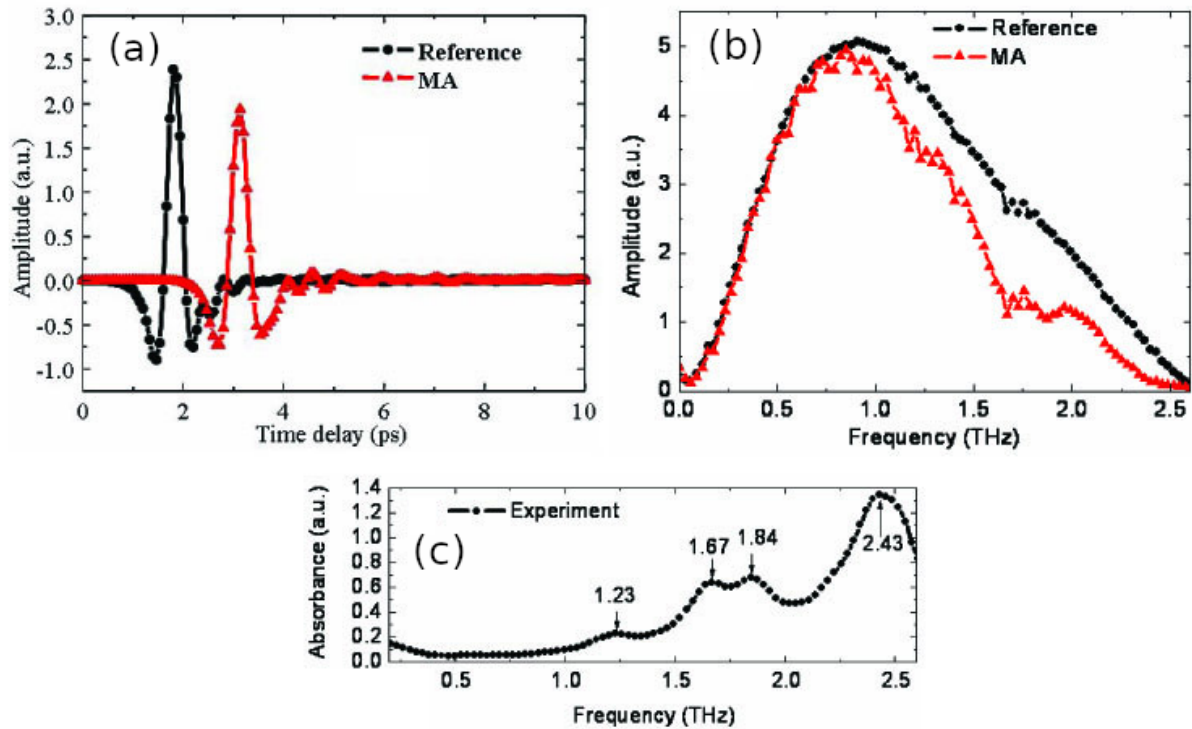 (a)
Reference
MA
3.0
2.5
2.0
1.5
1.0
0.5
0.0
-0.5
-1.0
Amplitude (a.u.)
0 2 4 6 8 10
Time delay (ps)
(b)
Reference
MA
5
4
3
2
1
0
Amplitude (a.u.)
0.0 0.5 1.0 1.5 2.0 2.5
Frequency (THz)
(c)
Experiment
1.4
1.2
1.0
0.8
0.6
0.4
0.2
0.0
Absorbance (a.u.)
1.23
1.67
1.84
2.43
0.5 1.0 1.5 2.0 2.5
Frequency (THz)